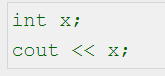 int x;
cout << x;